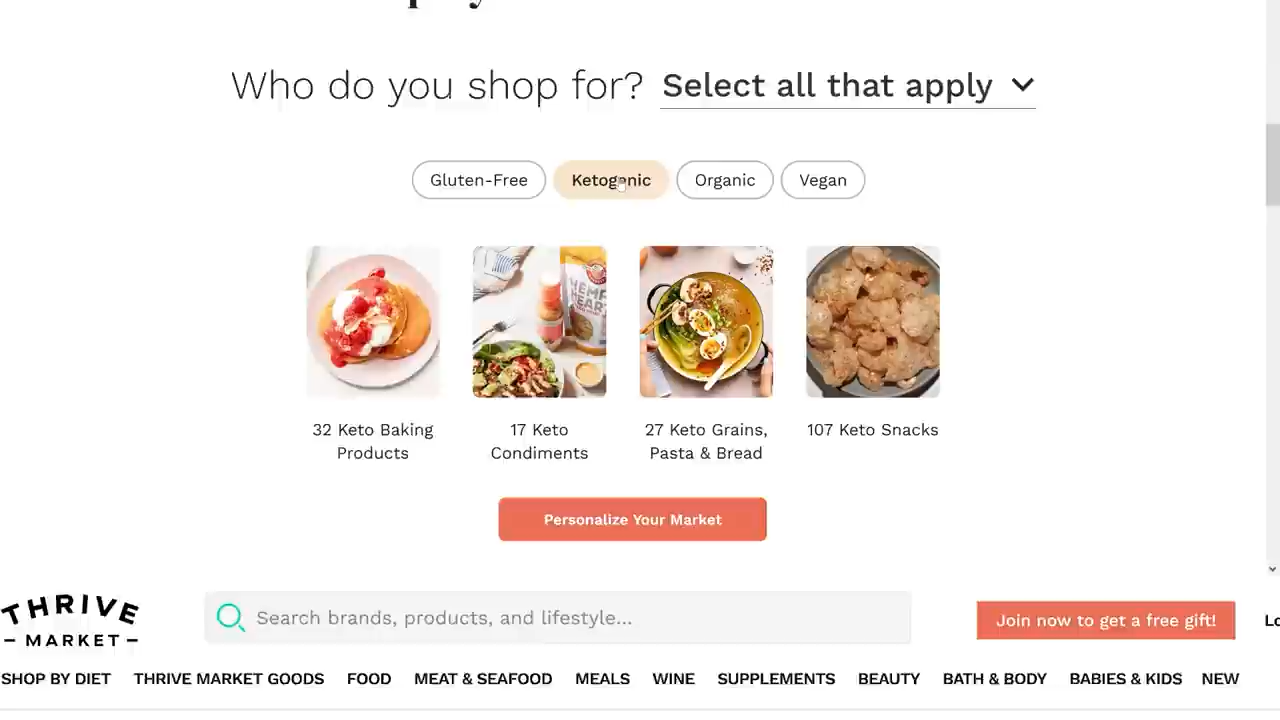 Who do you shop for? Select all that apply
Gluten-Free
Ketogenic
Organic
Vegan
HEMP
HEAR
32 Keto Baking
Products
17 Keto
Condiments
27 Keto Grains,
Pasta & Bread
107 Keto Snacks
Personalize Your Market
THRIVE
MARKET
Search brands, products, and lifestyle...
Join now to get a free gift!
Lo
SHOP BY DIET THRIVE MARKET GOODS FOOD MEAT & SEAFOOD MEALS WINE SUPPLEMENTS BEAUTY BATH & BODY BABIES & KIDS NEW